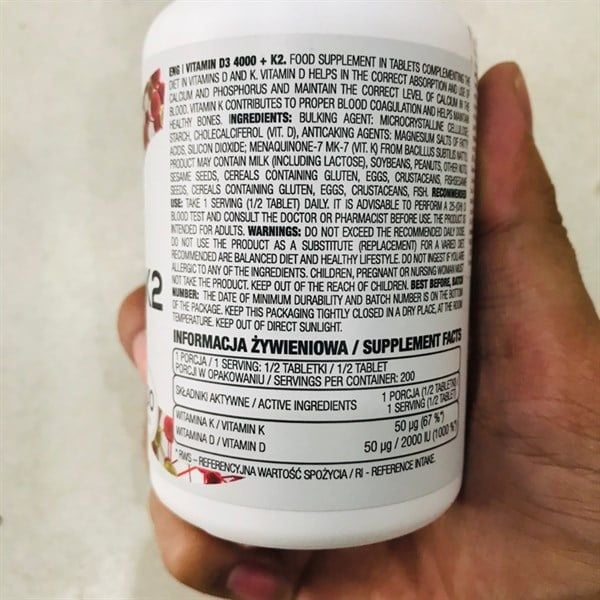 ENG | VITAMIN D3 4000 + K2. FOOD SUPPLEMENT IN TABLETS COMPLEMENTING THE
DIET IN VITAMINS D AND K. VITAMIN D HELPS IN THE CORRECT ABSORPTION AND USE OF
CALCIUM AND PHOSPHORUS AND MAINTAIN THE CORRECT LEVEL OF CALCIUM IN THE
BLOOD. VITAMIN K CONTRIBUTES TO PROPER BLOOD COAGULATION AND HELPS MAINTAIN
HEALTHY BONES. INGREDIENTS: BULKING AGENT: MICROCRYSTALLINE CELLULOSE,
STARCH, CHOLECALCIFEROL (VIT. D), ANTICAKING AGENTS: MAGNESIUM SALTS OF FATTY
ACIDS, SILICON DIOXIDE; MENAQUINONE-7 MK-7 (VIT. K) FROM BACILLUS SUBTILIS NATTO.
PRODUCT MAY CONTAIN MILK (INCLUDING LACTOSE), SOYBEANS, PEANUTS, OTHER NUTS,
SESAME SEEDS, CEREALS CONTAINING GLUTEN, EGGS, CRUSTACEANS,
SEEDS, CEREALS CONTAINING GLUTEN, EGGS, CRUSTACEANS, FISH. RECOMMENDED
USE: TAKE 1 SERVING (1/2 TABLET) DAILY. IT IS ADVISABLE TO PERFORM A 25-(OH) D
BLOOD TEST AND CONSULT THE DOCTOR OR PHARMACIST BEFORE USE. THE PRODUCT IS
INTENDED FOR ADULTS. WARNINGS: DO NOT EXCEED THE RECOMMENDED DAILY DOSE.
DO NOT USE THE PRODUCT AS A SUBSTITUTE (REPLACEMENT) FOR A VARIED DIET.
RECOMMENDED ARE BALANCED DIET AND HEALTHY LIFESTYLE. DO NOT INGEST IF YOU ARE
ALLERGIC TO ANY OF THE INGREDIENTS. CHILDREN, PREGNANT OR NURSING WOMAN MUST
NOT TAKE THE PRODUCT. KEEP OUT OF THE REACH OF CHILDREN. BEST BEFORE, BATCH
NUMBER: THE DATE OF MINIMUM DURABILITY AND BATCH NUMBER IS ON THE BOTTOM
OF THE PACKAGE. KEEP THIS PACKAGING TIGHTLY CLOSED IN A DRY PLACE, AT THE ROOM
TEMPERATURE. KEEP OUT OF DIRECT SUNLIGHT.
K2
INFORMACJA ŻYWIENIOWA / SUPPLEMENT FACTS
1 PORCJA / 1 SERVING: 1/2 TABLETKI / 1/2 TABLET
PORCJI W OPAKOWANIU / SERVINGS PER CONTAINER: 200
SKŁADNIKI AKTYWNE / ACTIVE INGREDIENTS 1 PORCJA (1/2 TABLETKI) /
1 SERVING (1/2 TABLET)
WITAMINA K / VITAMIN K 50 µg (67 %*)
WITAMINA D / VITAMIN D 50 µg / 2000 IU (1000 %*)
* RWS – REFERENCYJNA WARTOŚĆ SPOŻYCIA / RI - REFERENCE INTAKE.